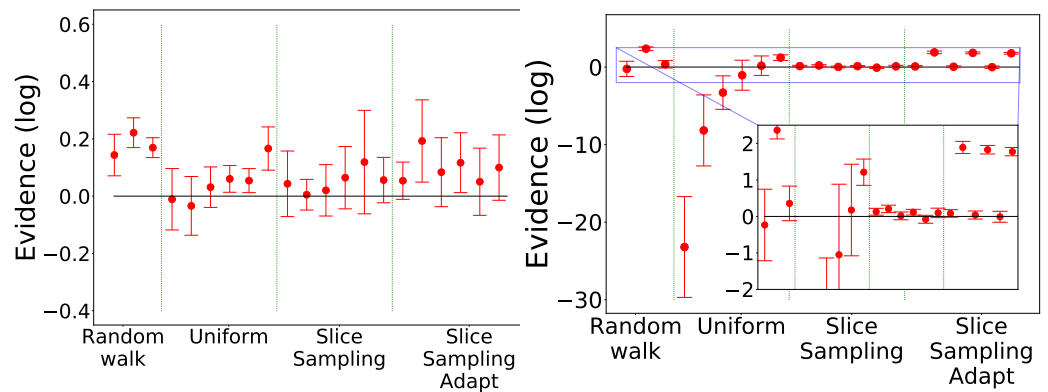 Evidence (log)
0.6
0.4
0.2
0.0
−0.2
−0.4
Random
walk
Uniform
Slice
Sampling
Slice
Sampling
Adapt
Evidence (log)
0
−10
−20
−30
2
1
0
−1
−2
Random
walk
Uniform
Slice
Sampling
Slice
Sampling
Adapt